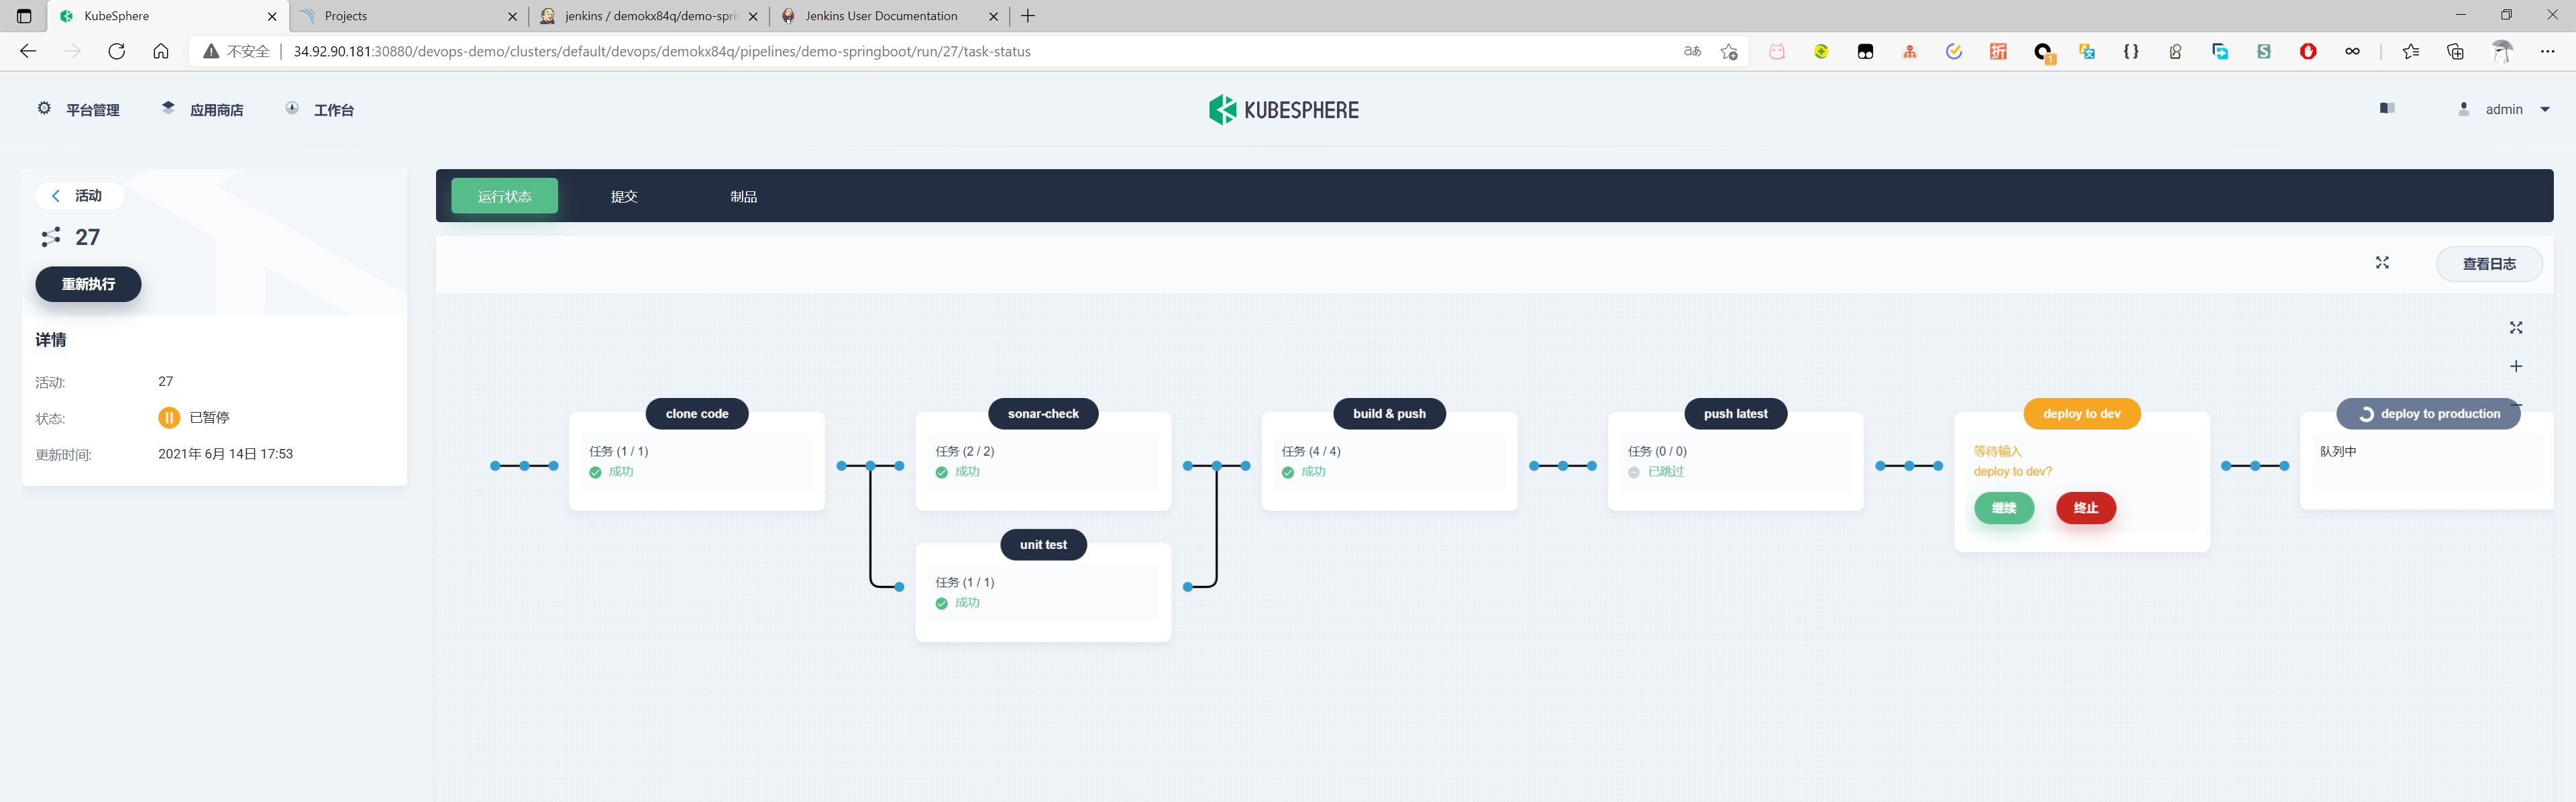 KubeSphere
Projects
jenkins / demokx84q/demo-sprin
Jenkins User Documentation
不安全
34.92.90.181:30880/devops-demo/clusters/default/devops/demokx84q/pipelines/demo-springboot/run/27/task-status
平台管理
应用商店
工作台
KUBESPHERE
admin
活动
27
重新执行
详情
活动:
27
状态:
已暂停
更新时间:
2021年 6月 14日 17:53
运行状态
提交
制品
查看日志
clone code
任务 (1 / 1)
成功
sonar-check
任务 (2 / 2)
成功
unit test
任务 (1 / 1)
成功
build & push
任务 (4 / 4)
成功
push latest
任务 (0 / 0)
已跳过
deploy to dev
等待输入
deploy to dev?
继续
终止
deploy to production
队列中